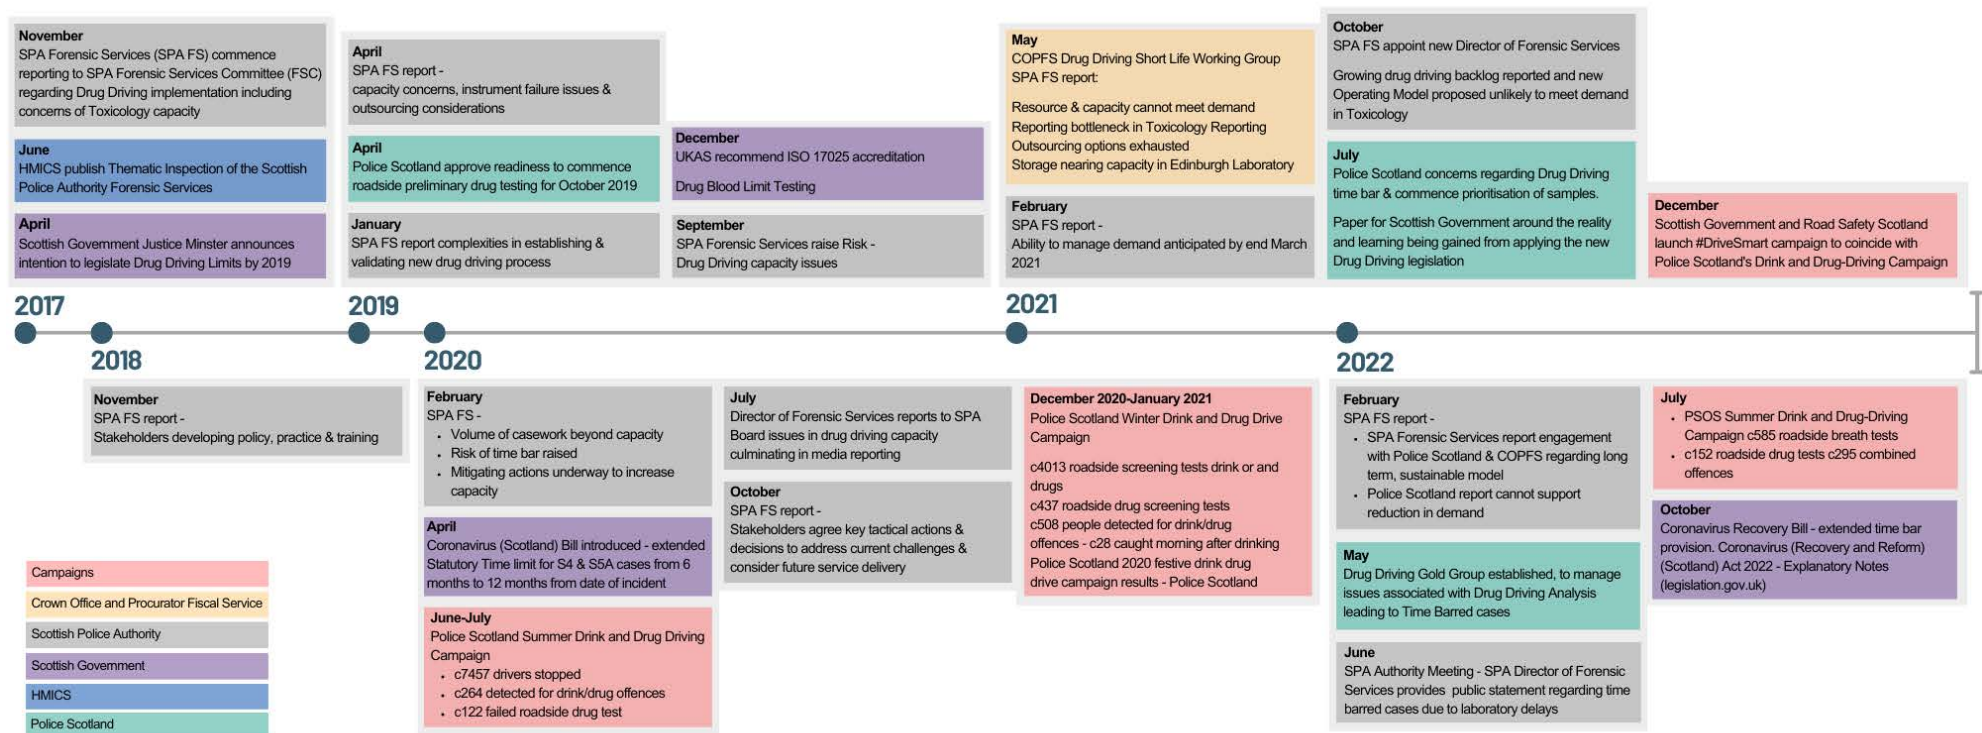 November
SPA Forensic Services (SPA FS) commence
reporting to SPA Forensic Services Committee (FSC)
regarding Drug Driving implementation including
concerns of Toxicology capacity
June
HMICS publish Thematic Inspection of the Scottish
Police Authority Forensic Services
April
Scottish Government Justice Minster announces
intention to legislate Drug Driving Limits by 2019
April
SPA FS report -
capacity concerns, instrument failure issues &
outsourcing considerations
April
Police Scotland approve readiness to commence
roadside preliminary drug testing for October 2019
January
SPA FS report complexities in establishing &
validating new drug driving process
December
UKAS recommend ISO 17025 accreditation
Drug Blood Limit Testing
September
SPA Forensic Services raise Risk -
Drug Driving capacity issues
May
COPFS Drug Driving Short Life Working Group
SPA FS report:
Resource & capacity cannot meet demand
Reporting bottleneck in Toxicology Reporting
Outsourcing options exhausted
Storage nearing capacity in Edinburgh Laboratory
February
SPA FS report -
Ability to manage demand anticipated by end March
2021
October
SPA FS appoint new Director of Forensic Services
Growing drug driving backlog reported and new
Operating Model proposed unlikely to meet demand
in Toxicology
July
Police Scotland concerns regarding Drug Driving
time bar & commence prioritisation of samples.
Paper for Scottish Government around the reality
and learning being gained from applying the new
Drug Driving legislation
December
Scottish Government and Road Safety Scotland
launch #DriveSmart campaign to coincide with
Police Scotland's Drink and Drug-Driving Campaign
2017
2019
2021
2018
2020
2022
November
SPA FS report -
Stakeholders developing policy, practice & training
February
SPA FS -
• Volume of casework beyond capacity
• Risk of time bar raised
• Mitigating actions underway to increase
capacity
April
Coronavirus (Scotland) Bill introduced - extended
Statutory Time limit for S4 & S5A cases from 6
months to 12 months from date of incident
June-July
Police Scotland Summer Drink and Drug Driving
Campaign
• c7457 drivers stopped
• c264 detected for drink/drug offences
• c122 failed roadside drug test
July
Director of Forensic Services reports to SPA
Board issues in drug driving capacity
culminating in media reporting
October
SPA FS report -
Stakeholders agree key tactical actions &
decisions to address current challenges &
consider future service delivery
December 2020-January 2021
Police Scotland Winter Drink and Drug Drive
Campaign
c4013 roadside screening tests drink or and
drugs
c437 roadside drug screening tests
c508 people detected for drink/drug
offences - c28 caught morning after drinking
Police Scotland 2020 festive drink drug
drive campaign results - Police Scotland
February
SPA FS report -
• SPA Forensic Services report engagement
with Police Scotland & COPFS regarding long
term, sustainable model
• Police Scotland report cannot support
reduction in demand
May
Drug Driving Gold Group established, to manage
issues associated with Drug Driving Analysis
leading to Time Barred cases
June
SPA Authority Meeting - SPA Director of Forensic
Services provides public statement regarding time
barred cases due to laboratory delays
July
• PSOS Summer Drink and Drug-Driving
Campaign c585 roadside breath tests
• c152 roadside drug tests c295 combined
offences
October
Coronavirus Recovery Bill - extended time bar
provision. Coronavirus (Recovery and Reform)
(Scotland) Act 2022 - Explanatory Notes
(legislation.gov.uk)
Campaigns
Crown Office and Procurator Fiscal Service
Scottish Police Authority
Scottish Government
HMICS
Police Scotland